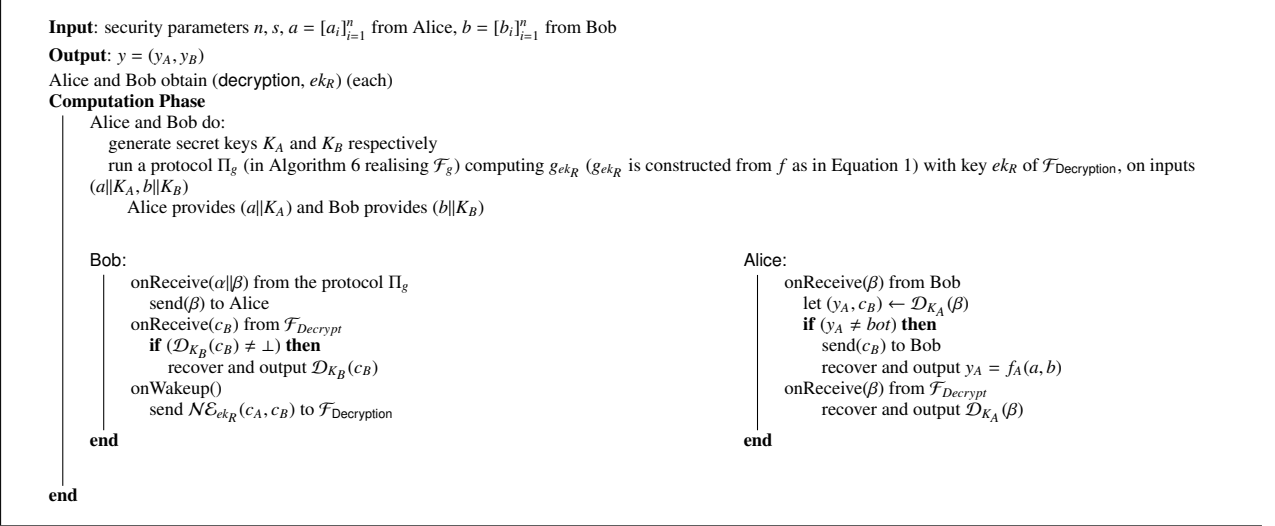 Input: security parameters n, s, a = [a_i]^n_{i=1} from Alice, b = [b_i]^n_{i=1} from Bob
Output: y = (y_A, y_B)
Alice and Bob obtain (decryption, ek_R) (each)
Computation Phase
Alice and Bob do:
generate secret keys K_A and K_B respectively
run a protocol Π_g (in Algorithm 6 realising ℱ_g) computing g_{ek_R} (g_{ek_R} is constructed from f as in Equation 1) with key ek_R of ℱ_Decryption, on inputs
(a||K_A, b||K_B)
Alice provides (a||K_A) and Bob provides (b||K_B)
Bob:
onReceive(α||β) from the protocol Π_g
send(β) to Alice
onReceive(c_B) from ℱ_Decrypt
if (𝒟_{K_B}(c_B) ≠ ⊥) then
recover and output 𝒟_{K_B}(c_B)
onWakeup()
send 𝒩ℰ_{ek_R}(c_A, c_B) to ℱ_Decryption
end
Alice:
onReceive(β) from Bob
let (y_A, c_B) ← 𝒟_{K_A}(β)
if (y_A ≠ bot) then
send(c_B) to Bob
recover and output y_A = f_A(a, b)
onReceive(β) from ℱ_Decrypt
recover and output 𝒟_{K_A}(β)
end
end